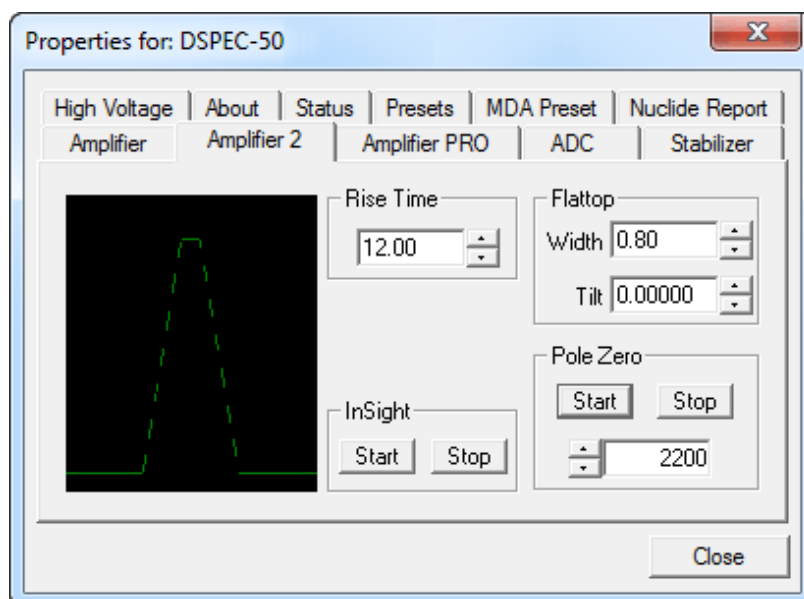 Properties for: DSPEC-50
High Voltage About Status Presets MDA Preset Nuclide Report
Amplifier Amplifier 2 Amplifier PRO ADC Stabilizer
Rise Time
12.00
Flattop
Width 0.80
Tilt 0.00000
InSight
Start Stop
Pole Zero
Start Stop
2200
Close